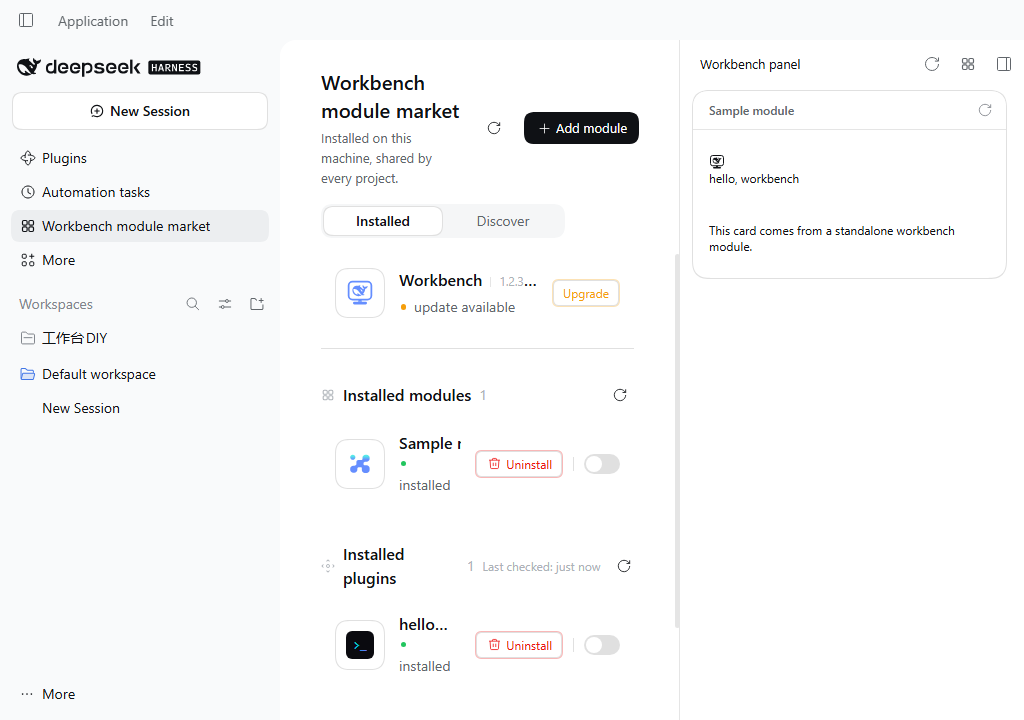 Application
Edit
deepseek HARNESS
New Session
Plugins
Automation tasks
Workbench module market
More
Workspaces
工作台DIY
Default workspace
New Session
More
Workbench
module market
Installed on this
machine, shared by
every project.
Add module
Installed
Discover
Workbench
1.2.3...
update available
Upgrade
Installed modules 1
Sample
installed
Uninstall
Installed
plugins
1 Last checked: just now
hello...
installed
Uninstall
Workbench panel
Sample module
hello, workbench
This card comes from a standalone workbench
module.